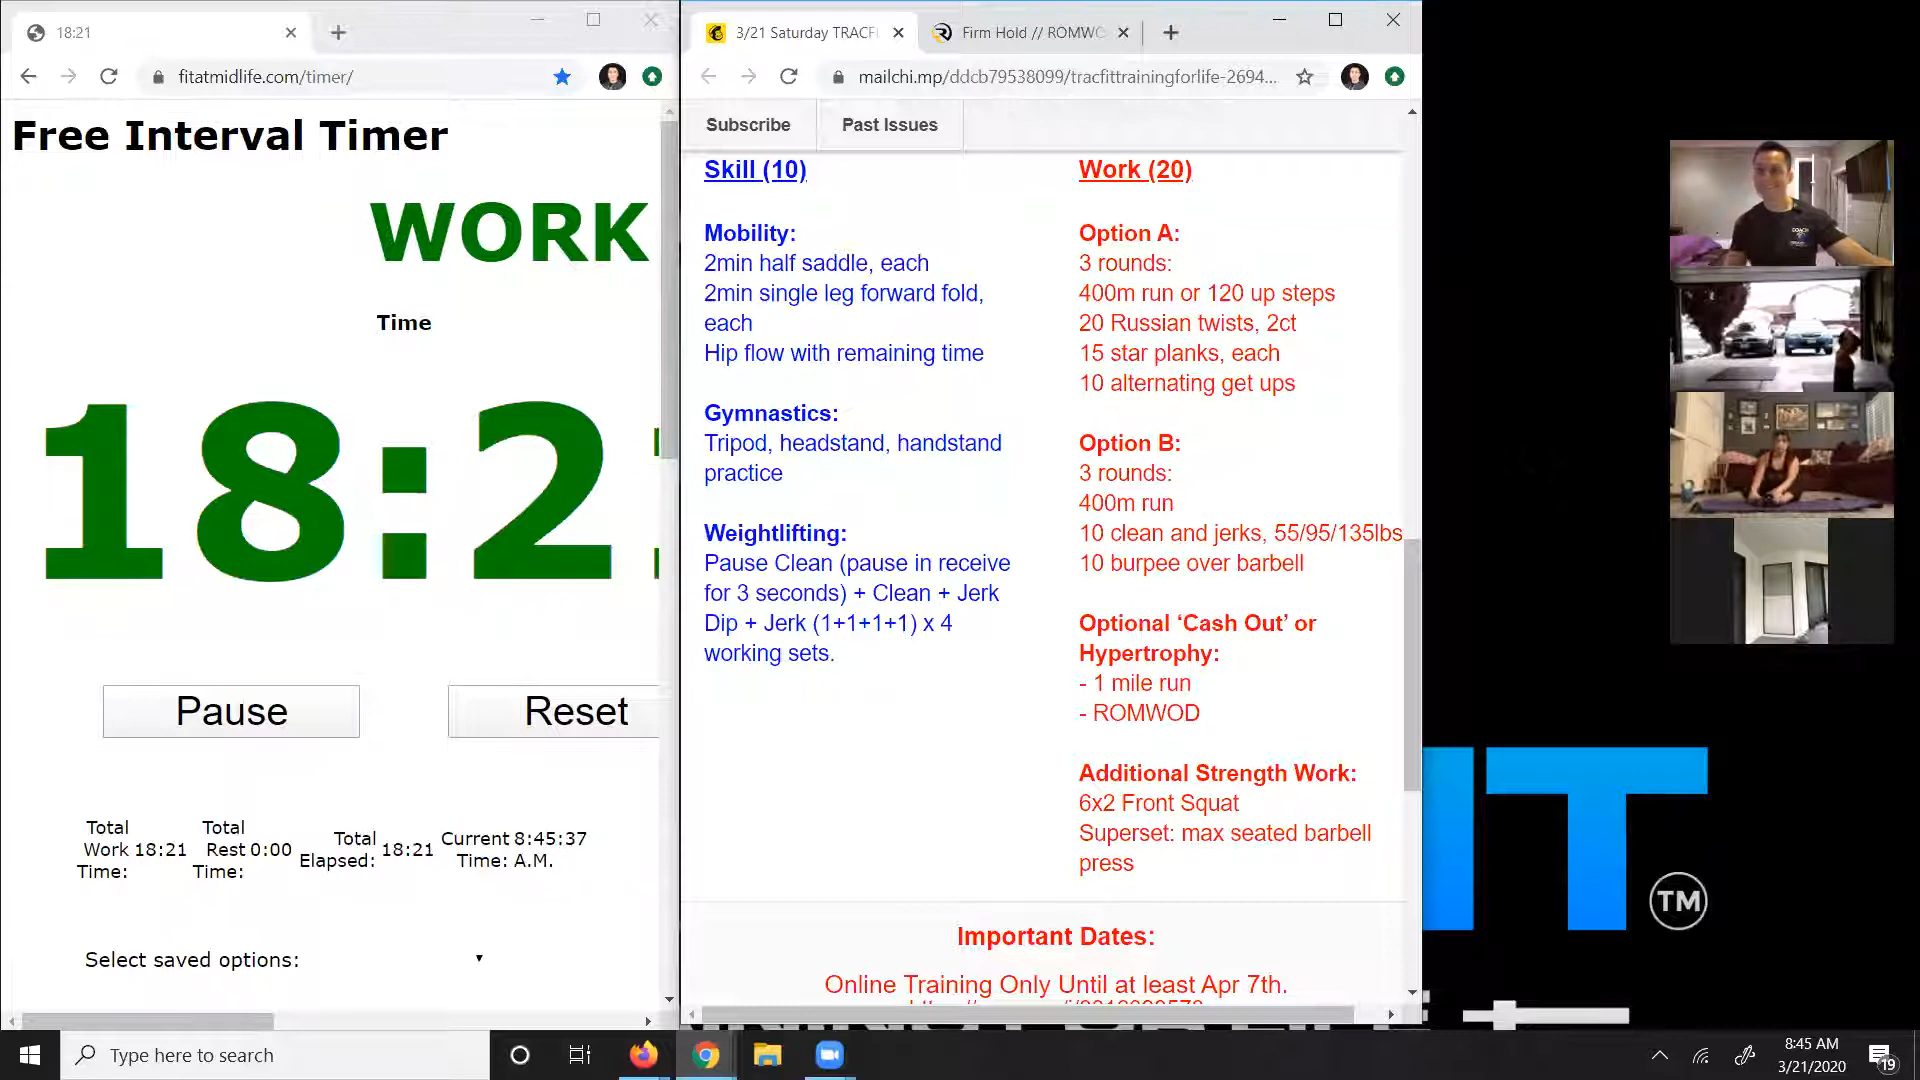 18:21
fitatmidlife.com/timer/
Free Interval Timer
WORK
Time
18:2
Pause
Reset
Total Work Time: 18:21
Total Rest Time: 0:00
Total Elapsed: 18:21
Current Time: 8:45:37 A.M.
Select saved options:
3/21 Saturday TRACF
Firm Hold // ROMWO
mailchi.mp/ddcb79538099/tracfittrainingforlife-2694...
Subscribe
Past Issues
Skill (10)
Mobility:
2min half saddle, each
2min single leg forward fold,
each
Hip flow with remaining time
Gymnastics:
Tripod, headstand, handstand
practice
Weightlifting:
Pause Clean (pause in receive
for 3 seconds) + Clean + Jerk
Dip + Jerk (1+1+1+1) x 4
working sets.
Work (20)
Option A:
3 rounds:
400m run or 120 up steps
20 Russian twists, 2ct
15 star planks, each
10 alternating get ups
Option B:
3 rounds:
400m run
10 clean and jerks, 55/95/135lbs
10 burpee over barbell
Optional ‘Cash Out’ or
Hypertrophy:
- 1 mile run
- ROMWOD
Additional Strength Work:
6x2 Front Squat
Superset: max seated barbell
press
Important Dates:
Online Training Only Until at least Apr 7th.
COACH
IT
TM
Type here to search
8:45 AM
3/21/2020
19